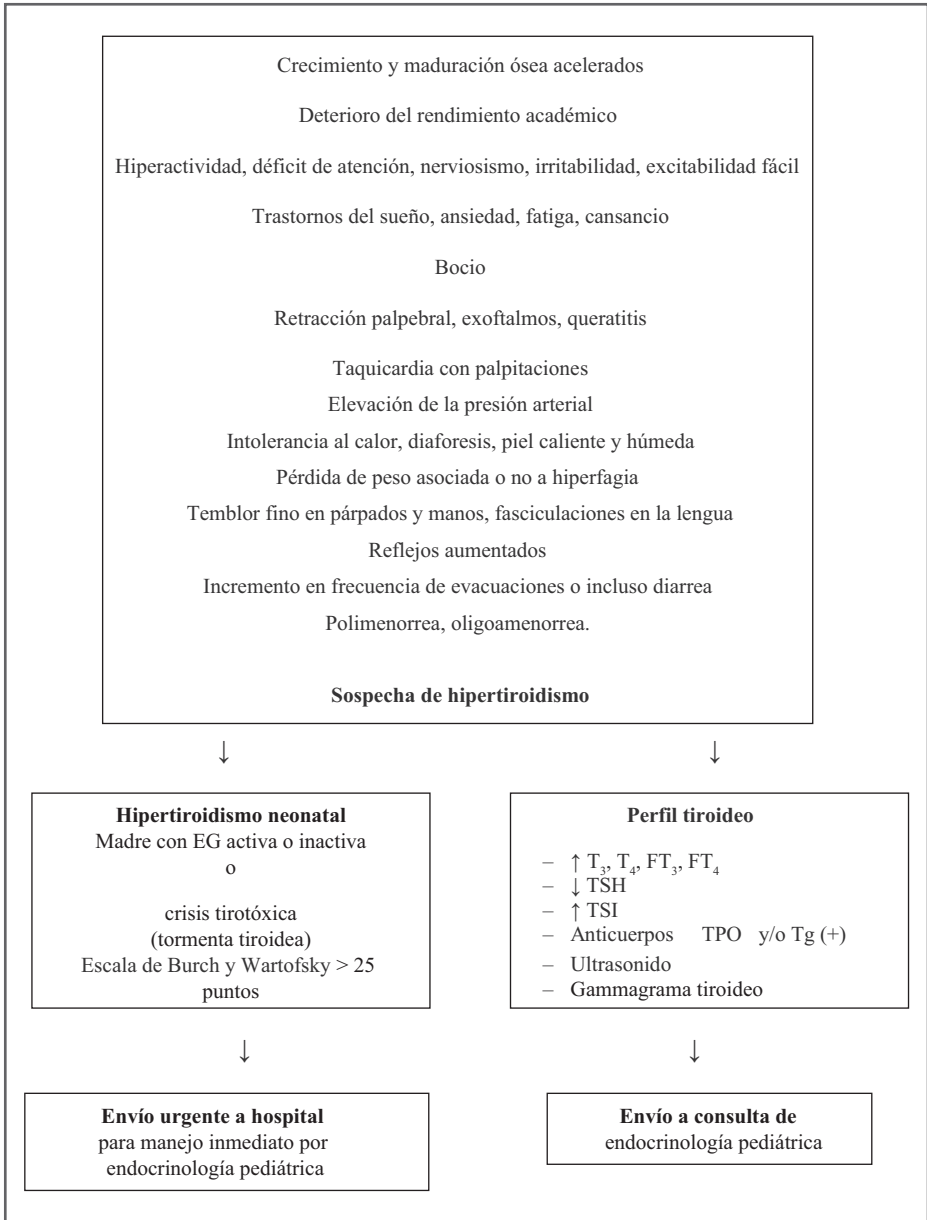 Crecimiento y maduración ósea acelerados
Deterioro del rendimiento académico
Hiperactividad, déficit de atención, nerviosismo, irritabilidad, excitabilidad fácil
Trastornos del sueño, ansiedad, fatiga, cansancio
Bocio
Retracción palpebral, exoftalmos, queratitis
Taquicardia con palpitaciones
Elevación de la presión arterial
Intolerancia al calor, diaforesis, piel caliente y húmeda
Pérdida de peso asociada o no a hiperfagia
Temblor fino en párpados y manos, fasciculaciones en la lengua
Reflejos aumentados
Incremento en frecuencia de evacuaciones o incluso diarrea
Polimenorrea, oligoamenorrea.
Sospecha de hipertiroidismo
↓ ↓
Hipertiroidismo neonatal
Madre con EG activa o inactiva
o
crisis tirotóxica
(tormenta tiroidea)
Escala de Burch y Wartofsky > 25
puntos
Perfil tiroideo
– ↑ T₃, T₄, FT₃, FT₄
– ↓ TSH
– ↑ TSI
– Anticuerpos TPO y/o Tg (+)
– Ultrasonido
– Gammagrama tiroideo
↓ ↓
Envío urgente a hospital
para manejo inmediato por
endocrinología pediátrica
Envío a consulta de
endocrinología pediátrica